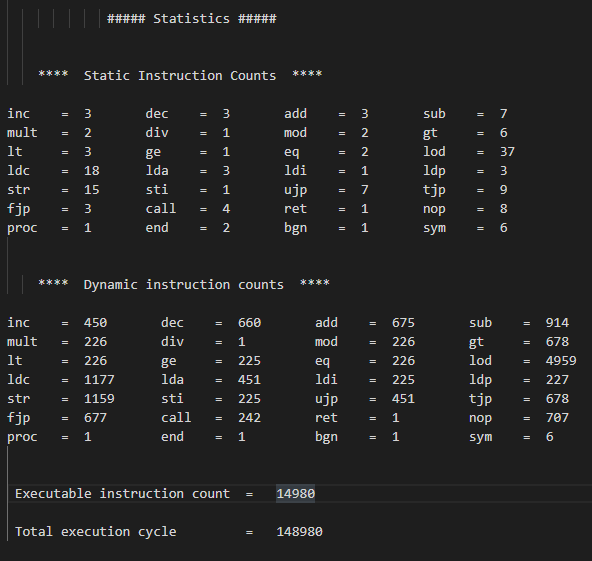 ##### Statistics #####
**** Static Instruction Counts ****
inc = 3 dec = 3 add = 3 sub = 7
mult = 2 div = 1 mod = 2 gt = 6
lt = 3 ge = 1 eq = 2 lod = 37
ldc = 18 lda = 3 ldi = 1 ldp = 3
str = 15 sti = 1 ujp = 7 tjp = 9
fjp = 3 call = 4 ret = 1 nop = 8
proc = 1 end = 2 bgn = 1 sym = 6
**** Dynamic instruction counts ****
inc = 450 dec = 660 add = 675 sub = 914
mult = 226 div = 1 mod = 226 gt = 678
lt = 226 ge = 225 eq = 226 lod = 4959
ldc = 1177 lda = 451 ldi = 225 ldp = 227
str = 1159 sti = 225 ujp = 451 tjp = 678
fjp = 677 call = 242 ret = 1 nop = 707
proc = 1 end = 1 bgn = 1 sym = 6
Executable instruction count = 14980
Total execution cycle = 148980